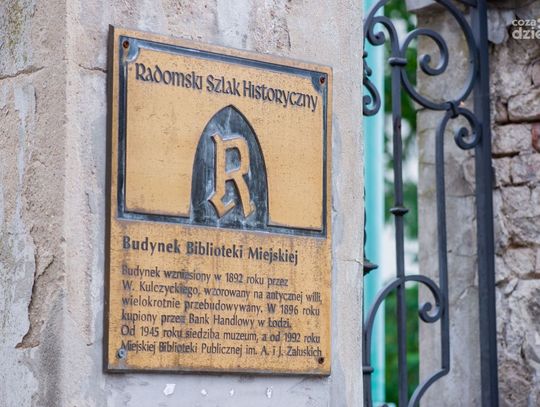 Radomski Szlak Historyczny
R
Budynek Biblioteki Miejskiej
Budynek wzniesiony w 1892 roku przez
W. Kulczyckiego, wzorowany na antycznej willi,
wielokrotnie przebudowywany. W 1896 roku
kupiony przez Bank Handlowy w Łodzi.
Od 1945 roku siedziba muzeum, a od 1992 roku
Miejskiej Biblioteki Publicznej im. A. i J. Załuskich